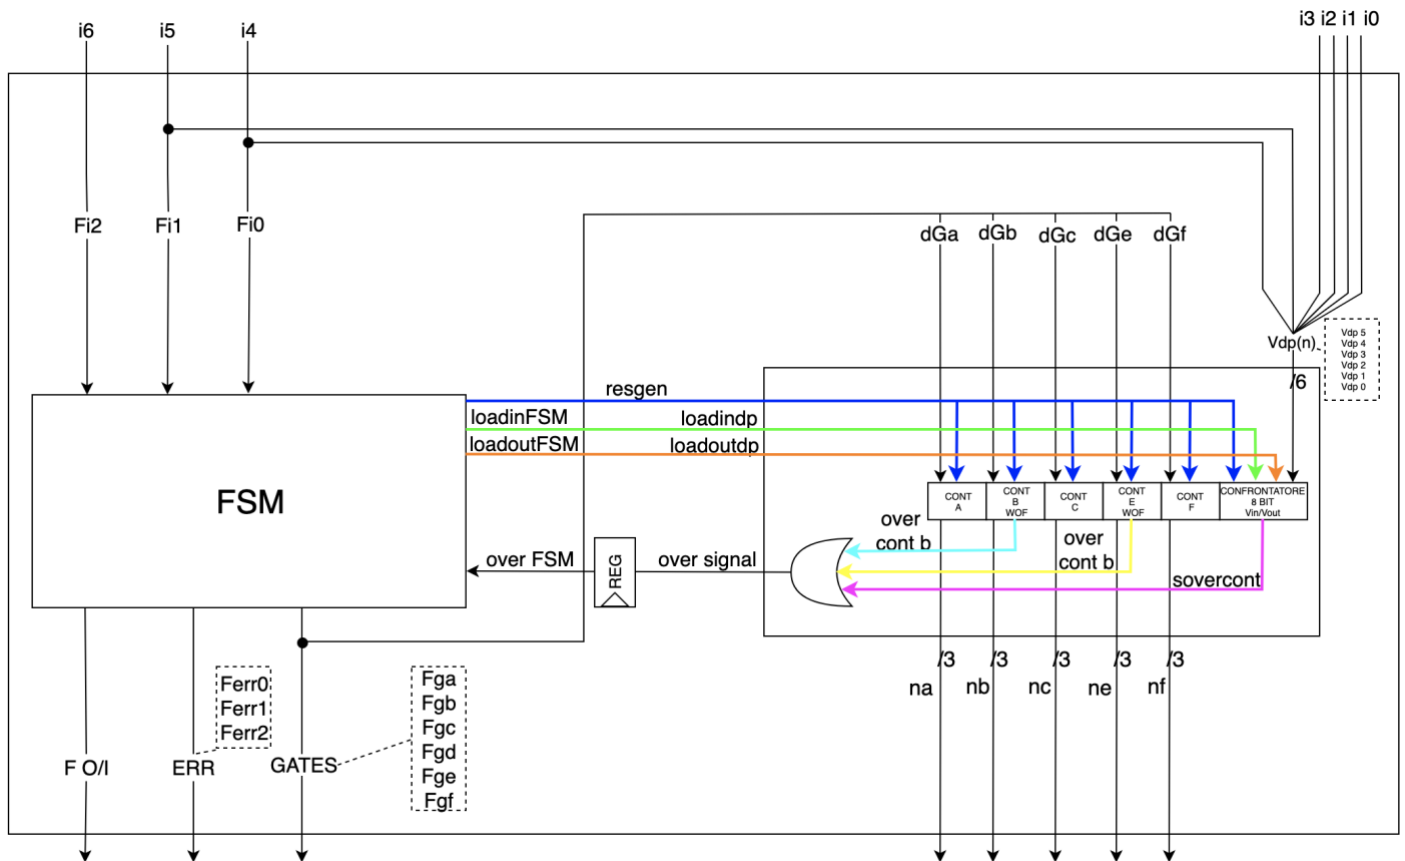 i6
i5
i4
i3 i2 i1 i0
Fi2
Fi1
Fi0
dGa
dGb
dGc
dGe
dGf
Vdp(n)
Vdp 5
Vdp 4
Vdp 3
Vdp 2
Vdp 1
Vdp 0
/6
resgen
loadinFSM
loadindp
loadoutFSM
loadoutdp
FSM
CONT
A
CONT
B
WOF
CONT
C
CONT
E
WOF
CONT
F
CONFRONTATORE
8 BIT
Vin/Vout
over
cont b
over
cont b
sovercont
over FSM
REG
over signal
/3
/3
/3
/3
/3
na
nb
nc
ne
nf
Ferr0
Ferr1
Ferr2
Fga
Fgb
Fgc
Fgd
Fge
Fgf
F O/I
ERR
GATES